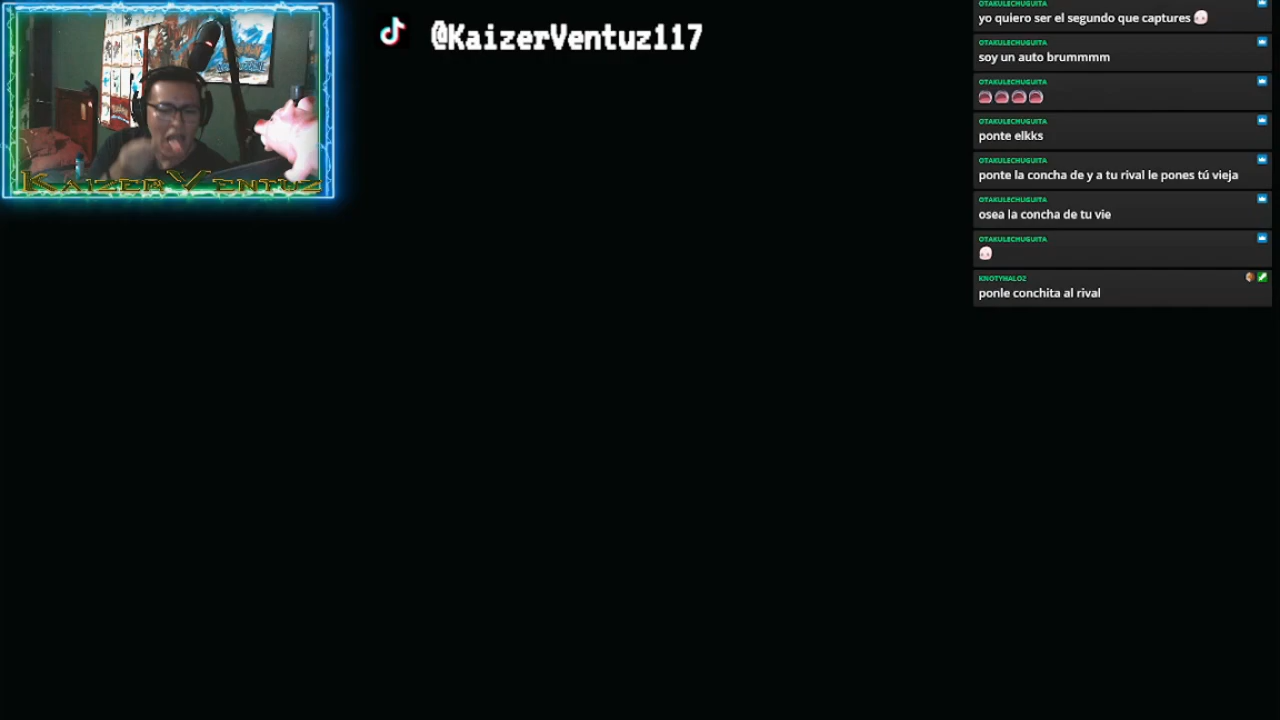 @KaizerVentuz117
KAIZERVENTUZ
yo quiero ser el segundo que captures
OTAKULECHUGUITA
soy un auto brummmm
OTAKULECHUGUITA
OTAKULECHUGUITA
ponte elkks
OTAKULECHUGUITA
ponte la concha de y a tu rival le pones tú vieja
OTAKULECHUGUITA
osea la concha de tu vie
OTAKULECHUGUITA
KNOTYHALO2
ponle conchita al rival